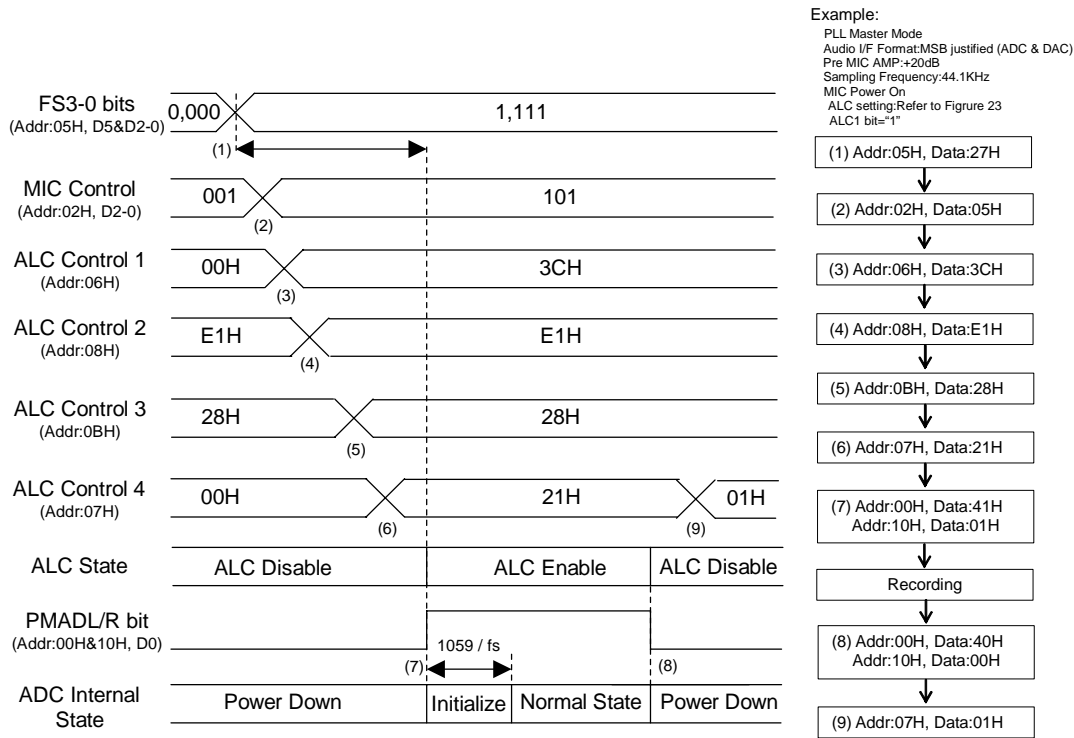 Example:
PLL Master Mode
Audio I/F Format:MSB justified (ADC & DAC)
Pre MIC AMP:+20dB
Sampling Frequency:44.1KHz
MIC Power On
ALC setting:Refer to Figrure 23
ALC1 bit=“1”
FS3-0 bits
(Addr:05H, D5&D2-0)
0,000
1,111
(1)
MIC Control
(Addr:02H, D2-0)
001
101
(2)
ALC Control 1
(Addr:06H)
00H
3CH
(3)
ALC Control 2
(Addr:08H)
E1H
E1H
(4)
ALC Control 3
(Addr:0BH)
28H
28H
(5)
ALC Control 4
(Addr:07H)
00H
21H
01H
(6)
(9)
ALC State
ALC Disable
ALC Enable
ALC Disable
PMADL/R bit
(Addr:00H&10H, D0)
1059 / fs
(7)
(8)
ADC Internal
State
Power Down
Initialize
Normal State
Power Down
(1) Addr:05H, Data:27H
(2) Addr:02H, Data:05H
(3) Addr:06H, Data:3CH
(4) Addr:08H, Data:E1H
(5) Addr:0BH, Data:28H
(6) Addr:07H, Data:21H
(7) Addr:00H, Data:41H
Addr:10H, Data:01H
Recording
(8) Addr:00H, Data:40H
Addr:10H, Data:00H
(9) Addr:07H, Data:01H